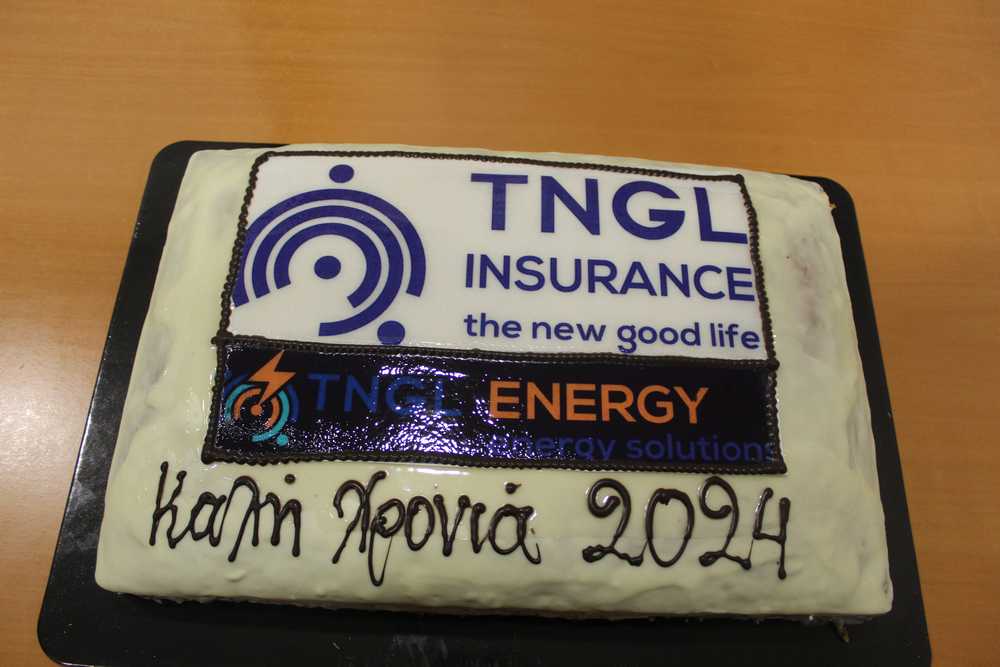 TNGL
INSURANCE
the new good life
TNGL ENERGY
energy solutions
Καλή Χρονιά 2024